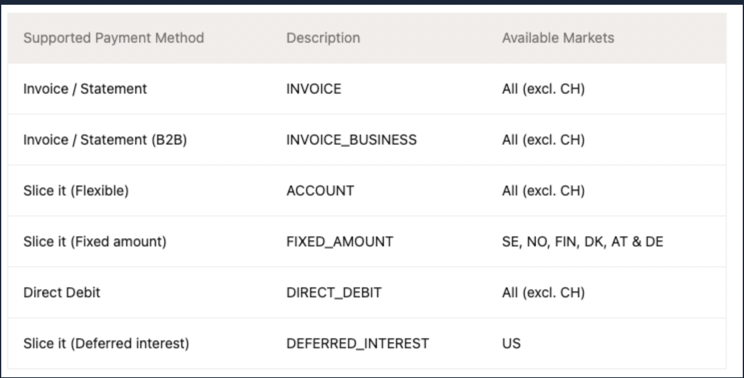 Supported Payment Method Description Available Markets
Invoice / Statement INVOICE All (excl. CH)
Invoice / Statement (B2B) INVOICE_BUSINESS All (excl. CH)
Slice it (Flexible) ACCOUNT All (excl. CH)
Slice it (Fixed amount) FIXED_AMOUNT SE, NO, FIN, DK, AT & DE
Direct Debit DIRECT_DEBIT All (excl. CH)
Slice it (Deferred interest) DEFERRED_INTEREST US